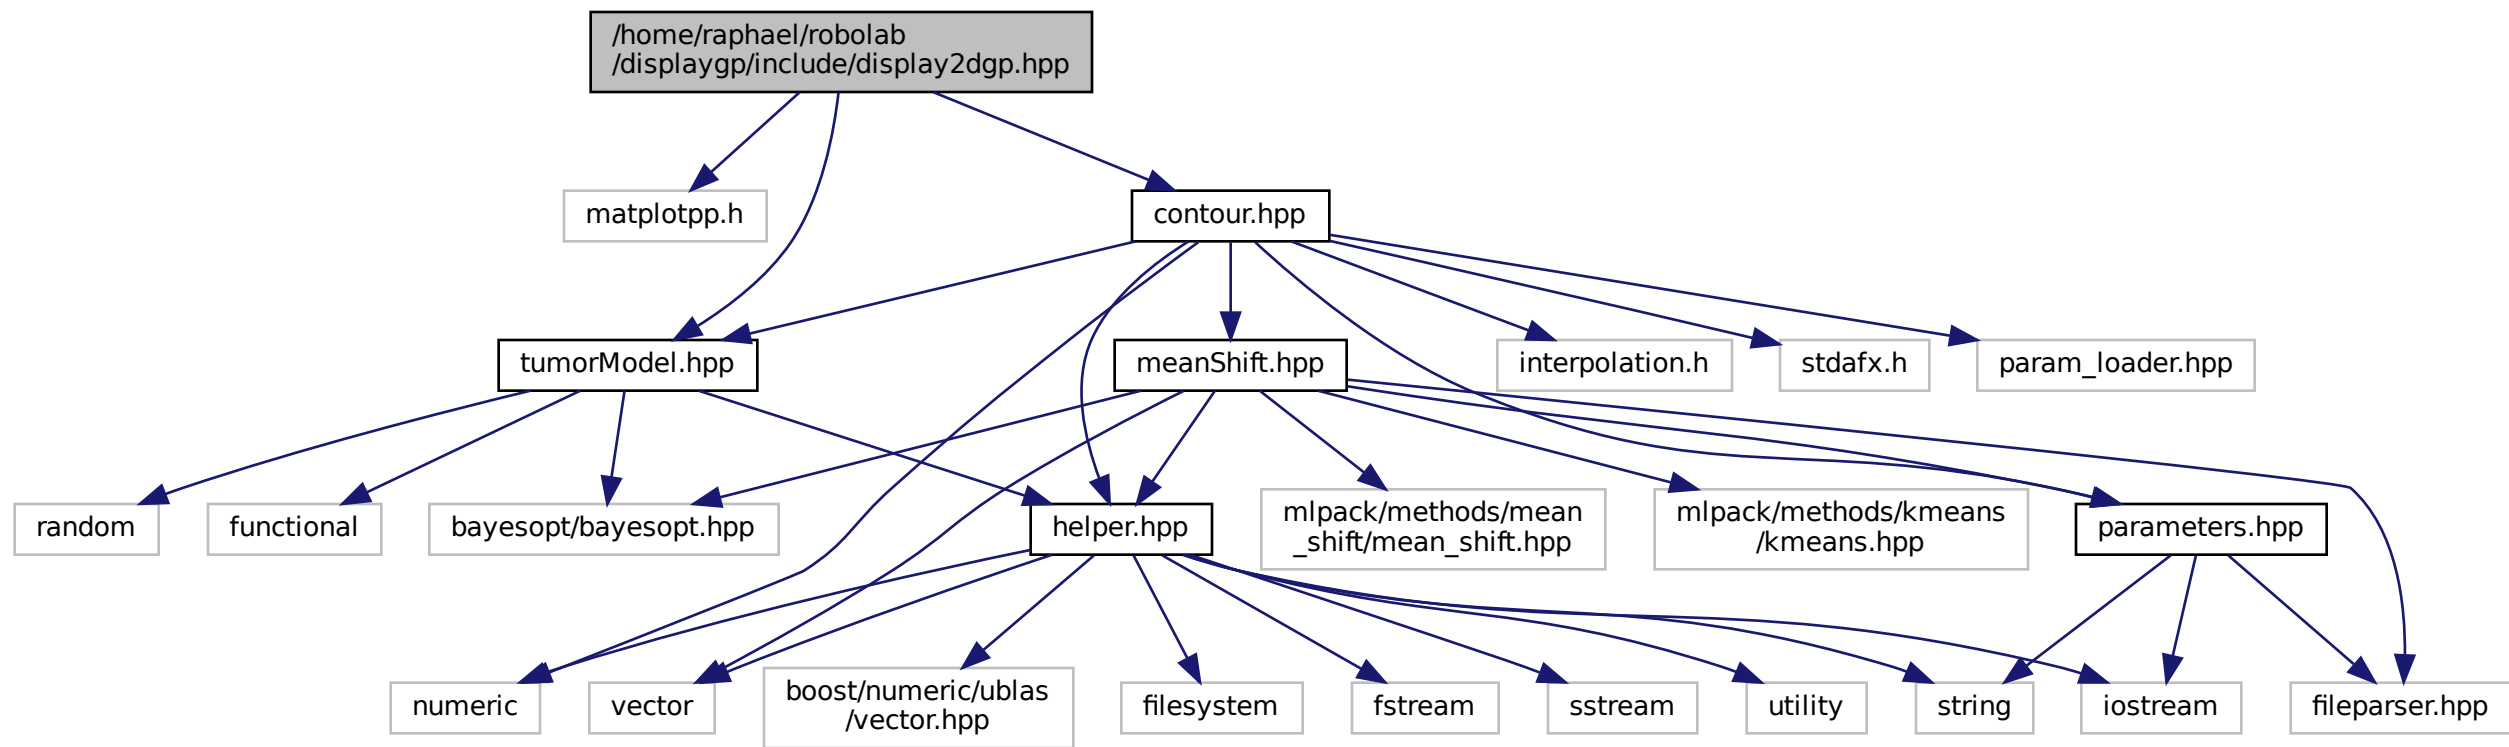 /home/raphael/robolab
/displaygp/include/display2dgp.hpp
matplotpp.h
contour.hpp
tumorModel.hpp
meanShift.hpp
interpolation.h
stdafx.h
param_loader.hpp
random
functional
bayesopt/bayesopt.hpp
helper.hpp
mlpack/methods/mean
_shift/mean_shift.hpp
mlpack/methods/kmeans
/kmeans.hpp
parameters.hpp
numeric
vector
boost/numeric/ublas
/vector.hpp
filesystem
fstream
sstream
utility
string
iostream
fileparser.hpp